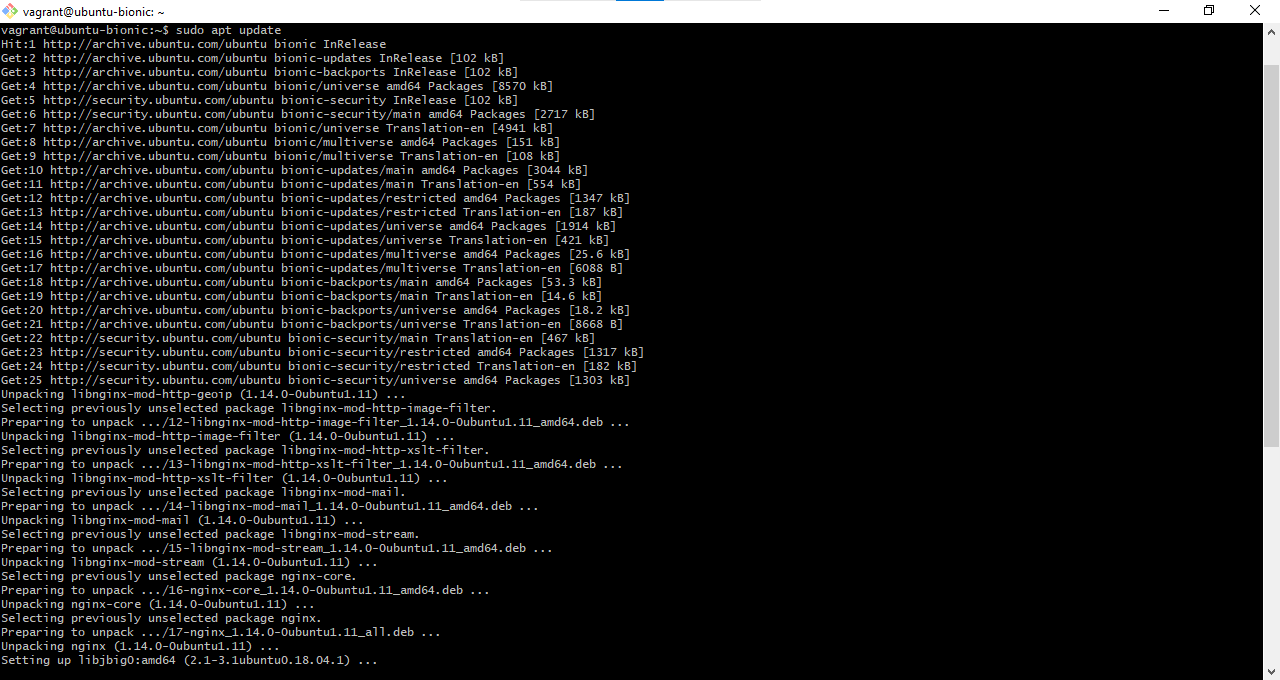 vagrant@ubuntu-bionic: ~
vagrant@ubuntu-bionic:~$ sudo apt update
Hit:1 http://archive.ubuntu.com/ubuntu bionic InRelease
Get:2 http://archive.ubuntu.com/ubuntu bionic-updates InRelease [102 kB]
Get:3 http://archive.ubuntu.com/ubuntu bionic-backports InRelease [102 kB]
Get:4 http://archive.ubuntu.com/ubuntu bionic/universe amd64 Packages [8570 kB]
Get:5 http://security.ubuntu.com/ubuntu bionic-security InRelease [102 kB]
Get:6 http://security.ubuntu.com/ubuntu bionic-security/main amd64 Packages [2717 kB]
Get:7 http://archive.ubuntu.com/ubuntu bionic/universe Translation-en [4941 kB]
Get:8 http://archive.ubuntu.com/ubuntu bionic/multiverse amd64 Packages [151 kB]
Get:9 http://archive.ubuntu.com/ubuntu bionic/multiverse Translation-en [108 kB]
Get:10 http://archive.ubuntu.com/ubuntu bionic-updates/main amd64 Packages [3044 kB]
Get:11 http://archive.ubuntu.com/ubuntu bionic-updates/main Translation-en [554 kB]
Get:12 http://archive.ubuntu.com/ubuntu bionic-updates/restricted amd64 Packages [1347 kB]
Get:13 http://archive.ubuntu.com/ubuntu bionic-updates/restricted Translation-en [187 kB]
Get:14 http://archive.ubuntu.com/ubuntu bionic-updates/universe amd64 Packages [1914 kB]
Get:15 http://archive.ubuntu.com/ubuntu bionic-updates/universe Translation-en [421 kB]
Get:16 http://archive.ubuntu.com/ubuntu bionic-updates/multiverse amd64 Packages [25.6 kB]
Get:17 http://archive.ubuntu.com/ubuntu bionic-updates/multiverse Translation-en [6088 B]
Get:18 http://archive.ubuntu.com/ubuntu bionic-backports/main amd64 Packages [53.3 kB]
Get:19 http://archive.ubuntu.com/ubuntu bionic-backports/main Translation-en [14.6 kB]
Get:20 http://archive.ubuntu.com/ubuntu bionic-backports/universe amd64 Packages [18.2 kB]
Get:21 http://archive.ubuntu.com/ubuntu bionic-backports/universe Translation-en [8668 B]
Get:22 http://security.ubuntu.com/ubuntu bionic-security/main Translation-en [467 kB]
Get:23 http://security.ubuntu.com/ubuntu bionic-security/restricted amd64 Packages [1317 kB]
Get:24 http://security.ubuntu.com/ubuntu bionic-security/restricted Translation-en [182 kB]
Get:25 http://security.ubuntu.com/ubuntu bionic-security/universe amd64 Packages [1303 kB]
Unpacking libnginx-mod-http-geoip (1.14.0-0ubuntu1.11) ...
Selecting previously unselected package libnginx-mod-http-image-filter.
Preparing to unpack .../12-libnginx-mod-http-image-filter_1.14.0-0ubuntu1.11_amd64.deb ...
Unpacking libnginx-mod-http-image-filter (1.14.0-0ubuntu1.11) ...
Selecting previously unselected package libnginx-mod-http-xslt-filter.
Preparing to unpack .../13-libnginx-mod-http-xslt-filter_1.14.0-0ubuntu1.11_amd64.deb ...
Unpacking libnginx-mod-http-xslt-filter (1.14.0-0ubuntu1.11) ...
Selecting previously unselected package libnginx-mod-mail.
Preparing to unpack .../14-libnginx-mod-mail_1.14.0-0ubuntu1.11_amd64.deb ...
Unpacking libnginx-mod-mail (1.14.0-0ubuntu1.11) ...
Selecting previously unselected package libnginx-mod-stream.
Preparing to unpack .../15-libnginx-mod-stream_1.14.0-0ubuntu1.11_amd64.deb ...
Unpacking libnginx-mod-stream (1.14.0-0ubuntu1.11) ...
Selecting previously unselected package nginx-core.
Preparing to unpack .../16-nginx-core_1.14.0-0ubuntu1.11_amd64.deb ...
Unpacking nginx-core (1.14.0-0ubuntu1.11) ...
Selecting previously unselected package nginx.
Preparing to unpack .../17-nginx_1.14.0-0ubuntu1.11_all.deb ...
Unpacking nginx (1.14.0-0ubuntu1.11) ...
Setting up libjbig0:amd64 (2.1-3.1ubuntu0.18.04.1) ...